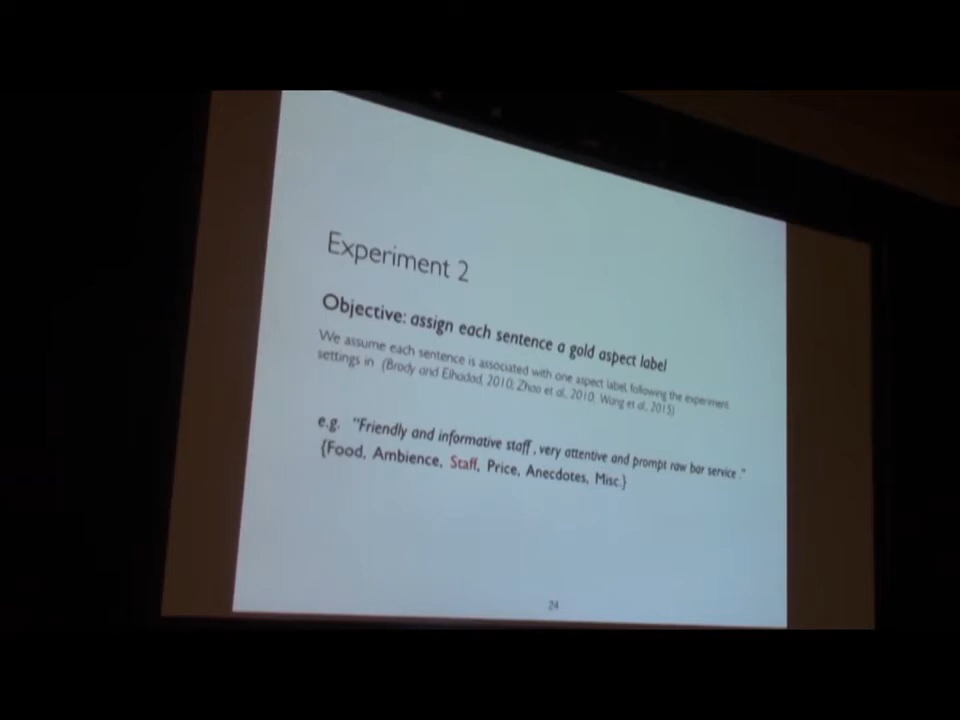 Experiment 2
Objective: assign each sentence a gold aspect label
We assume each sentence is associated with one aspect label, following the experiment
settings in (Brody and Elhadad, 2010; Zhao et al., 2010, Wang et al., 2015)
e.g. "Friendly and informative staff , very attentive and prompt raw bar service ."
{Food, Ambience, Staff, Price, Anecdotes, Misc.}
24